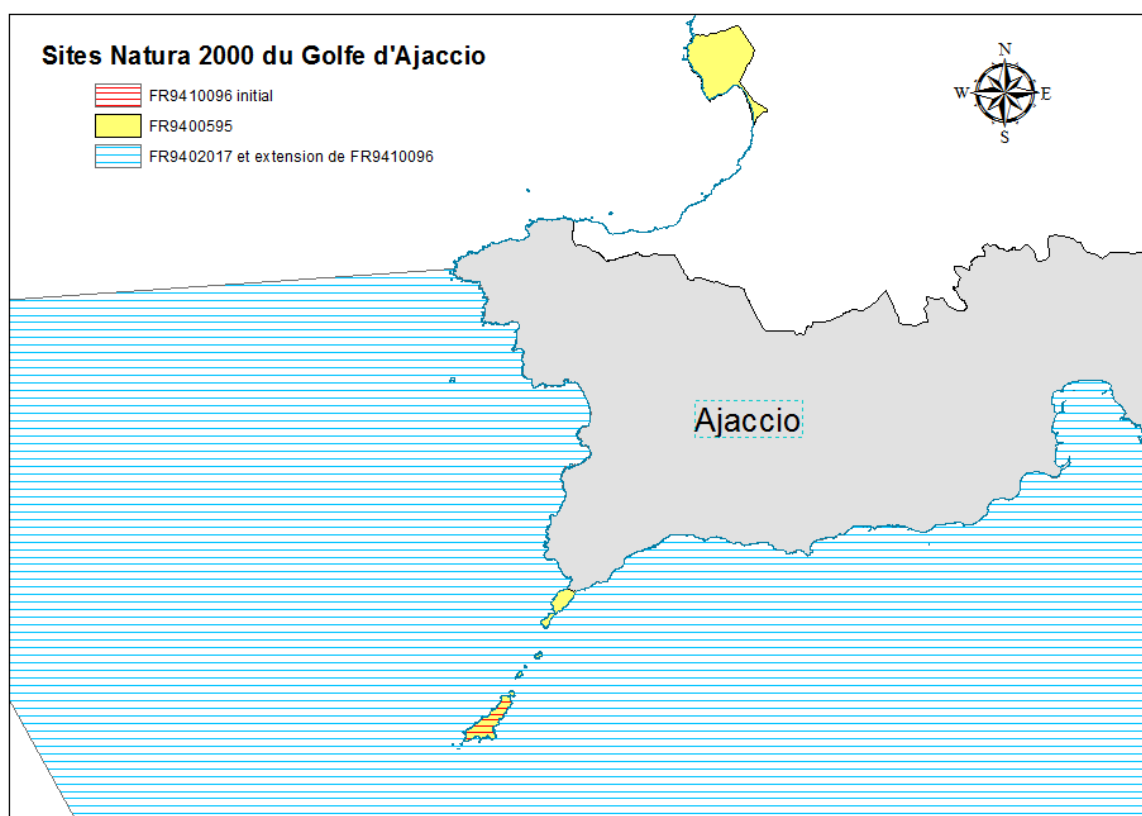 Sites Natura 2000 du Golfe d'Ajaccio
FR9410096 initial
FR9400595
FR9402017 et extension de FR9410096
N
W E
S
Ajaccio